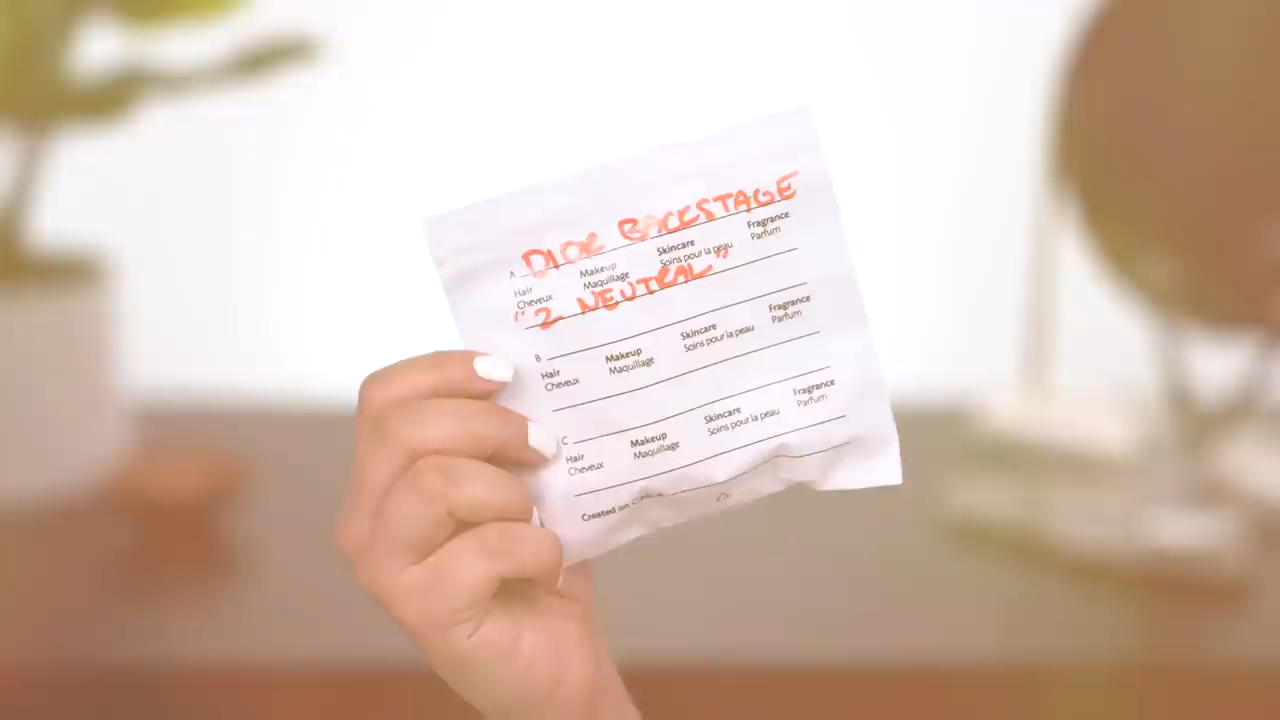 A DIOR BACKSTAGE
Hair Makeup Skincare Fragrance
Cheveux Maquillage Soins pour la peau Parfum
"2 NEUTRAL"
B
Hair Makeup Skincare Fragrance
Cheveux Maquillage Soins pour la peau Parfum
C
Hair Makeup Skincare Fragrance
Cheveux Maquillage Soins pour la peau Parfum
Created on